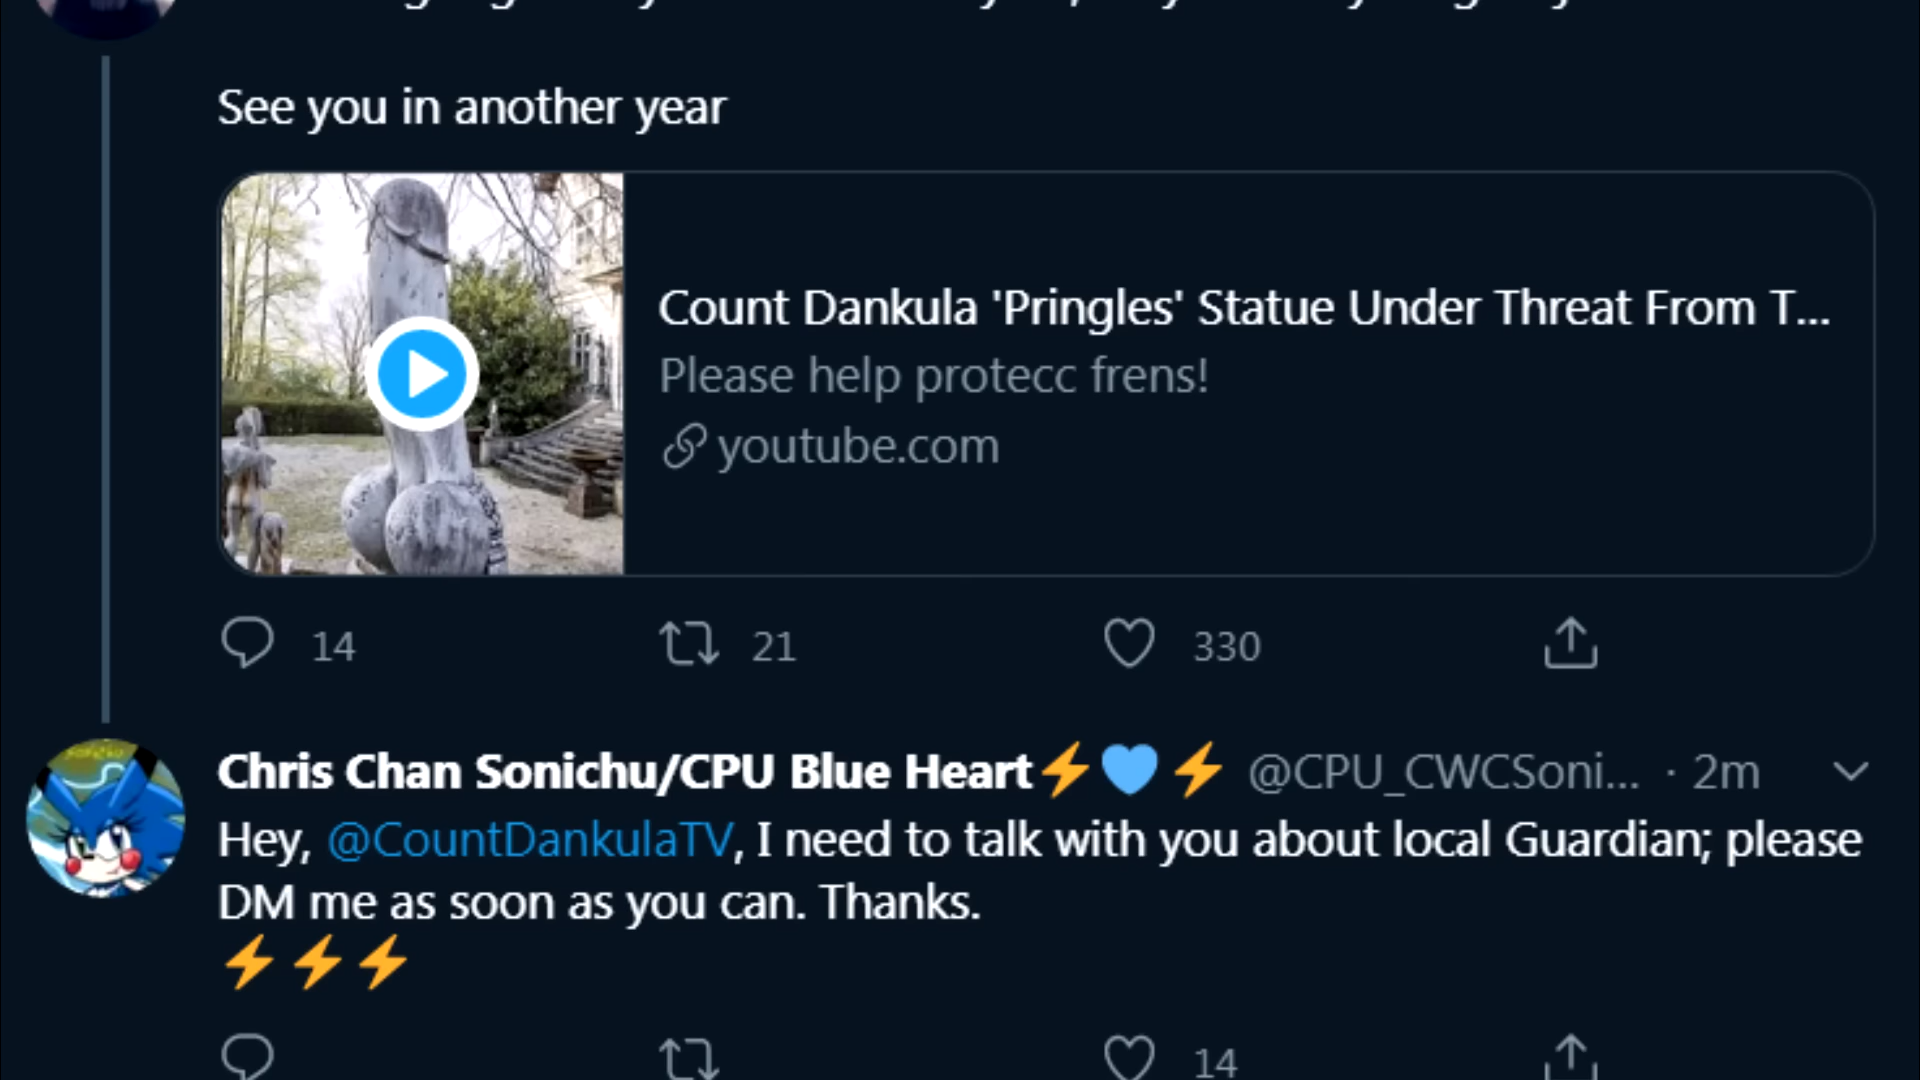 See you in another year
Count Dankula 'Pringles' Statue Under Threat From T...
Please help protecc frens!
youtube.com
14 21 330
Chris Chan Sonichu/CPU Blue Heart⚡💙⚡ @CPU_CWCSoni... · 2m
Hey, @CountDankulaTV, I need to talk with you about local Guardian; please
DM me as soon as you can. Thanks.
⚡⚡⚡
14